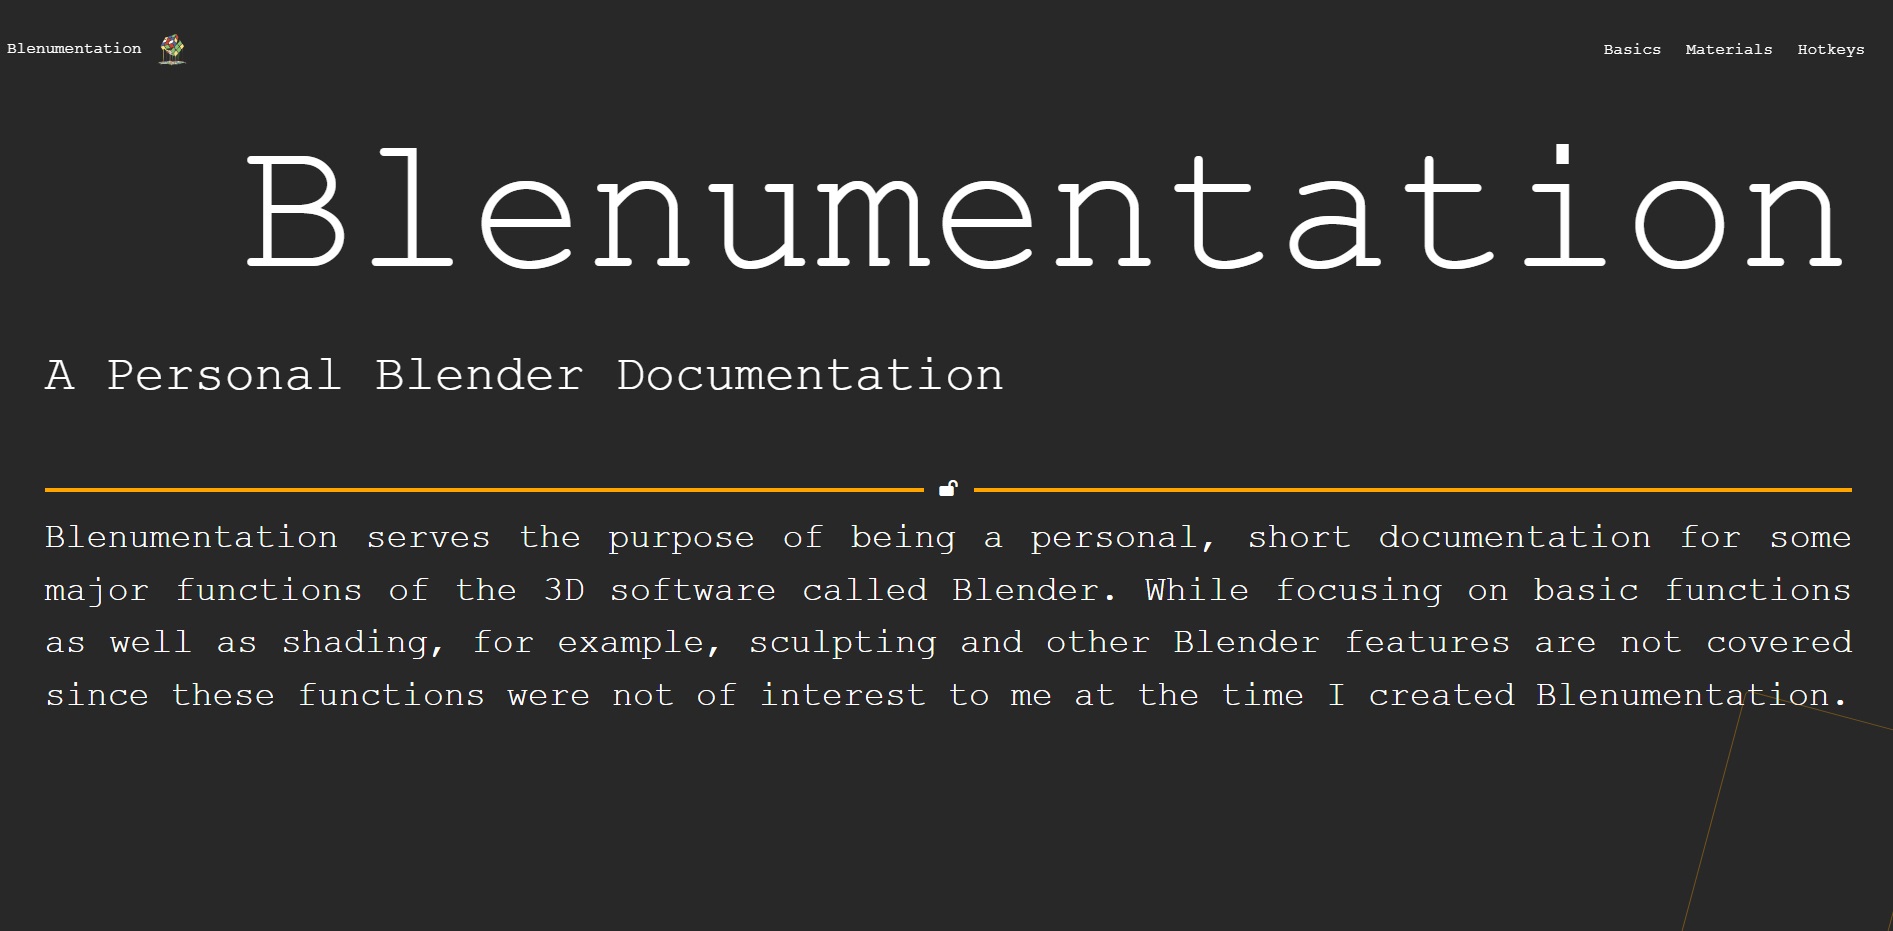 Blenumentation
Basics Materials Hotkeys
Blenumentation
A Personal Blender Documentation
Blenumentation serves the purpose of being a personal, short documentation for some
major functions of the 3D software called Blender. While focusing on basic functions
as well as shading, for example, sculpting and other Blender features are not covered
since these functions were not of interest to me at the time I created Blenumentation.